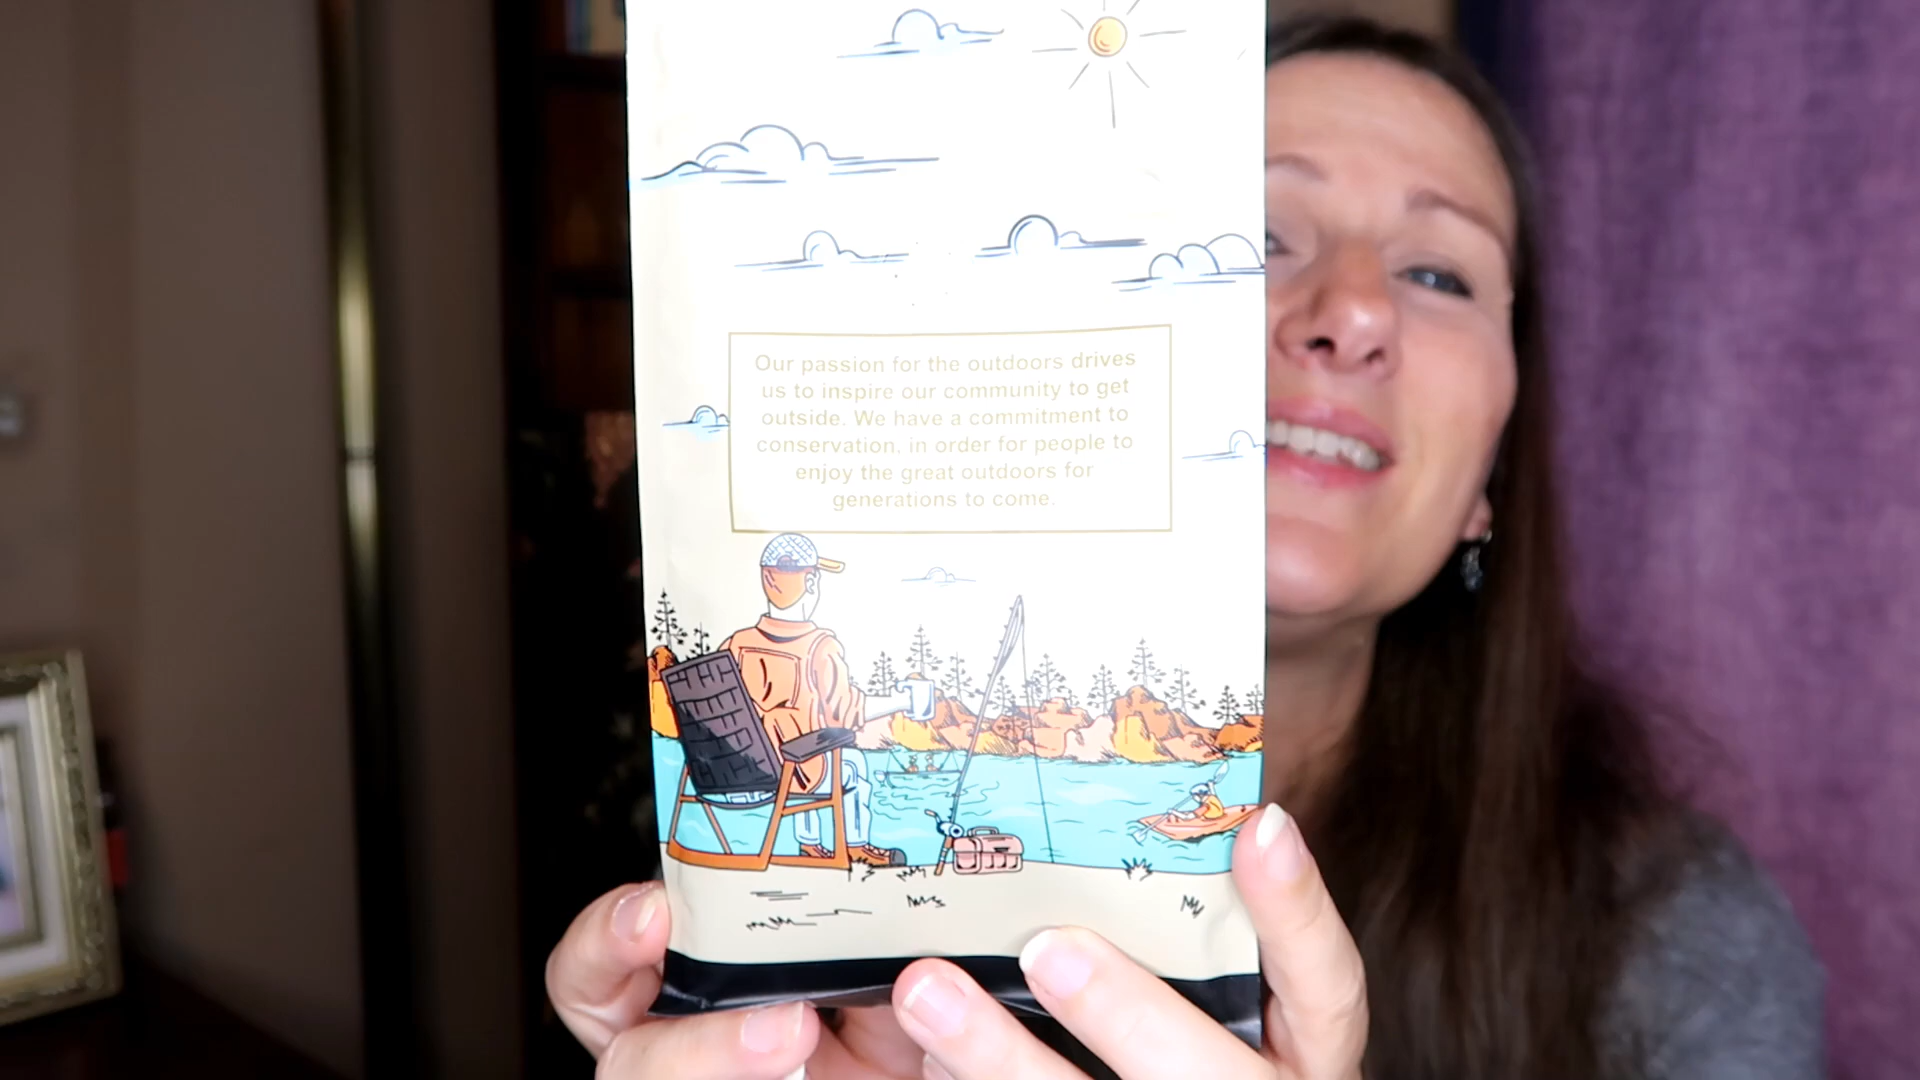 Our passion for the outdoors drives
us to inspire our community to get
outside. We have a commitment to
conservation, in order for people to
enjoy the great outdoors for
generations to come.